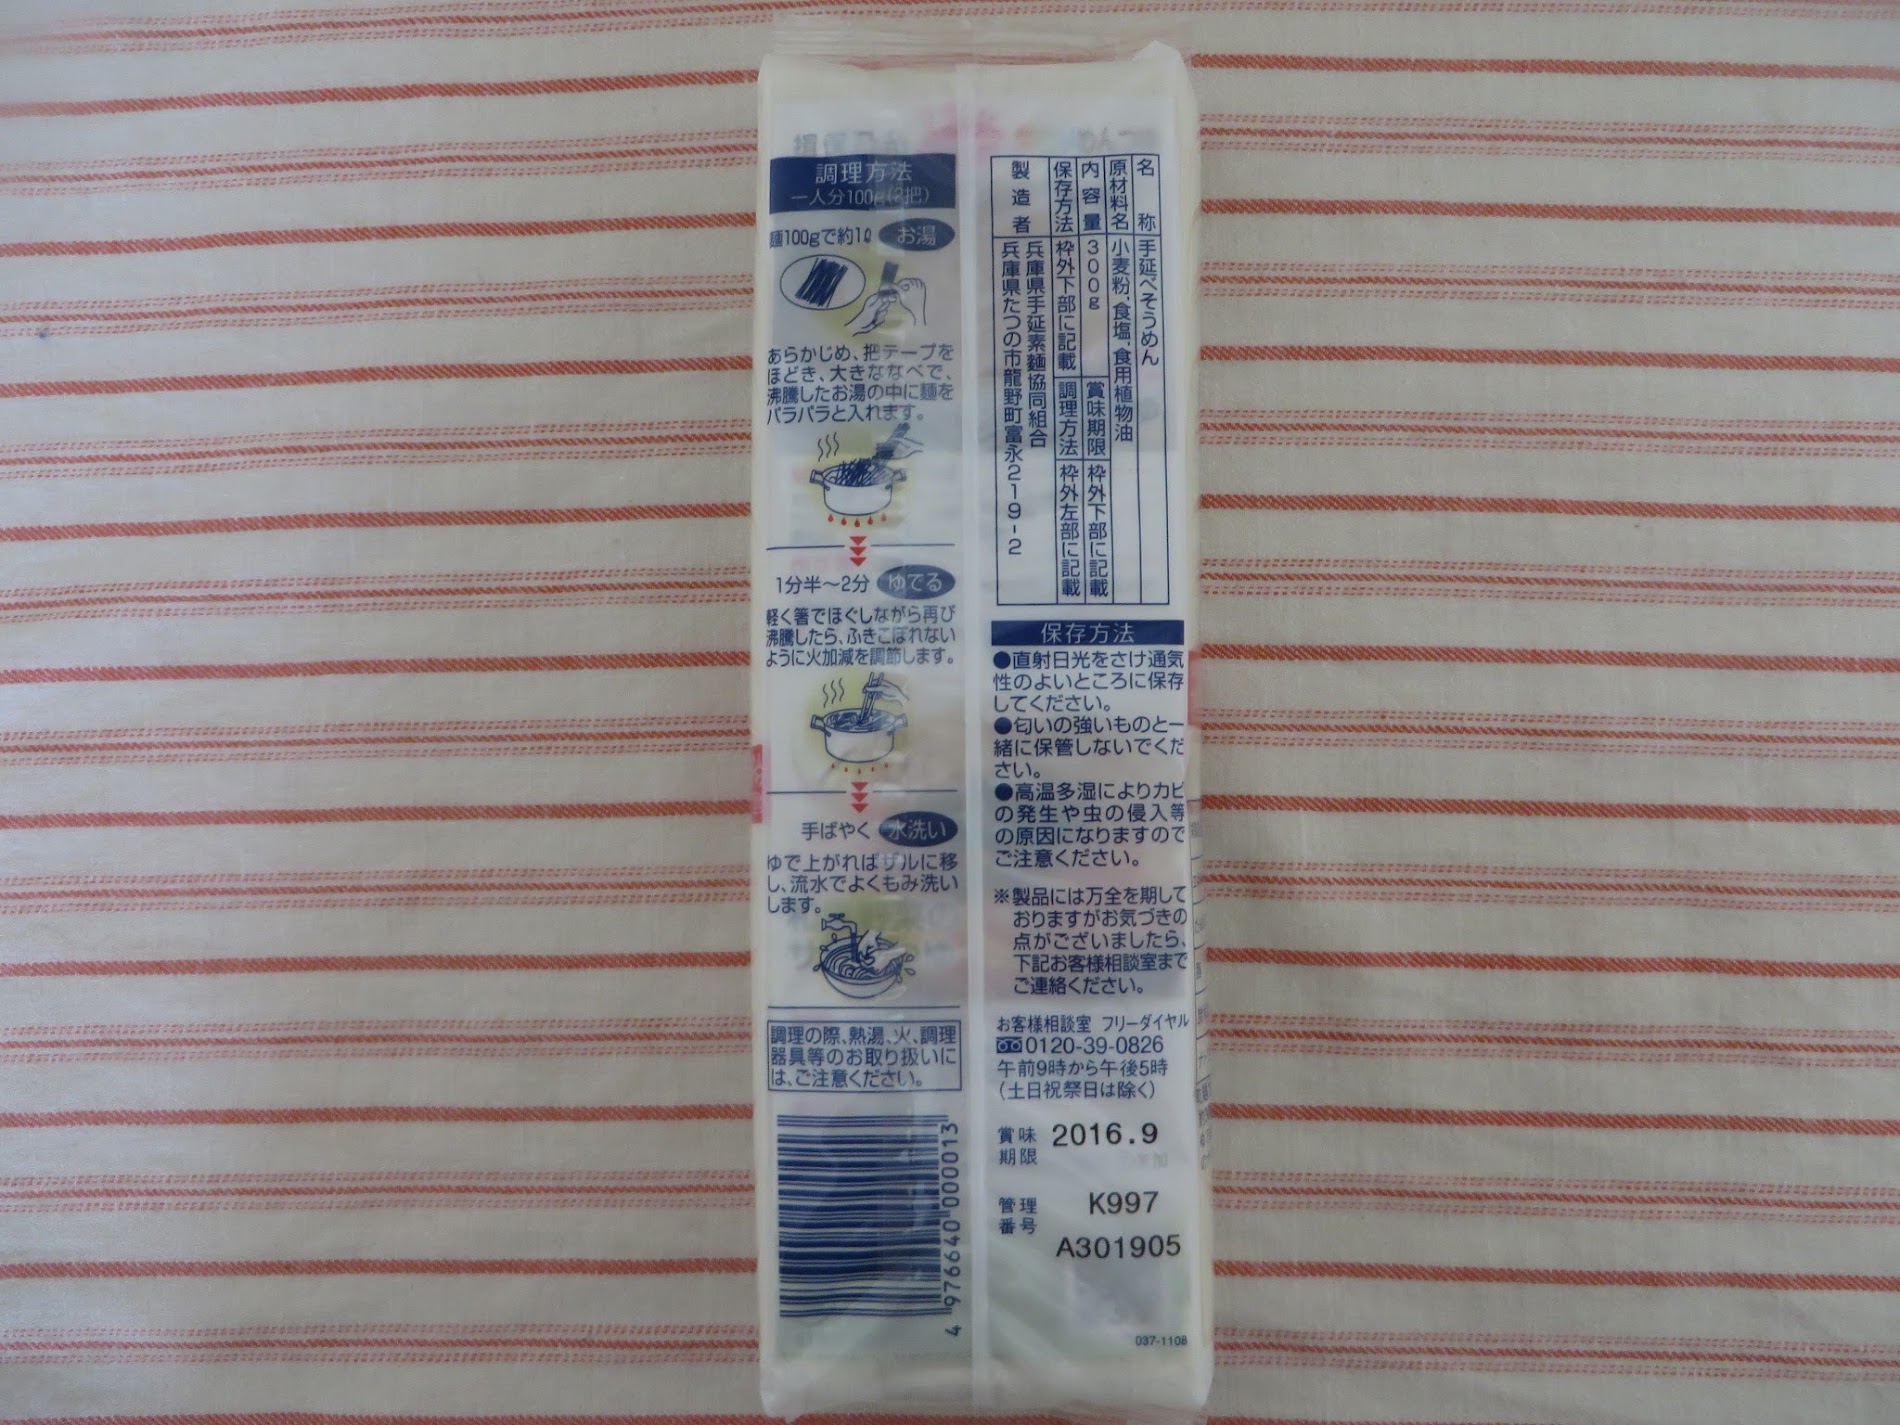 調理方法
一人分100g(2把)
麺100gで約1ℓ お湯
あらかじめ、把テープを
ほどき、大きななべで、
沸騰したお湯の中に麺を
パラパラと入れます。
1分半～2分 ゆでる
軽く箸でほぐしながら再び
沸騰したら、ふきこぼれない
ように火加減を調節します。
手ばやく 水洗い
ゆで上がればザルに移
し、流水でよくもみ洗い
します。
調理の際、熱湯、火、調理
器具等のお取り扱いに
は、ご注意ください。
4 976640 000013
名称 手延べそうめん
原材料名 小麦粉、食塩、食用植物油
内容量 300g 賞味期限 枠外下部に記載
保存方法 枠外下部に記載 調理方法 枠外左部に記載
製造者 兵庫県手延素麺協同組合
兵庫県たつの市龍野町富永219-2
保存方法
●直射日光をさけ通気
性のよいところに保存
してください。
●匂いの強いものと一
緒に保管しないでくだ
さい。
●高温多湿によりカビ
の発生や虫の侵入等
の原因になりますので
ご注意ください。
※製品には万全を期して
おりますがお気づきの
点がございましたら、
下記お客様相談室まで
ご連絡ください。
お客様相談室 フリーダイヤル
0120-39-0826
午前9時から午後5時
(土日祝祭日は除く)
賞味期限 2016.9
管理番号 K997
A301905
037-1108